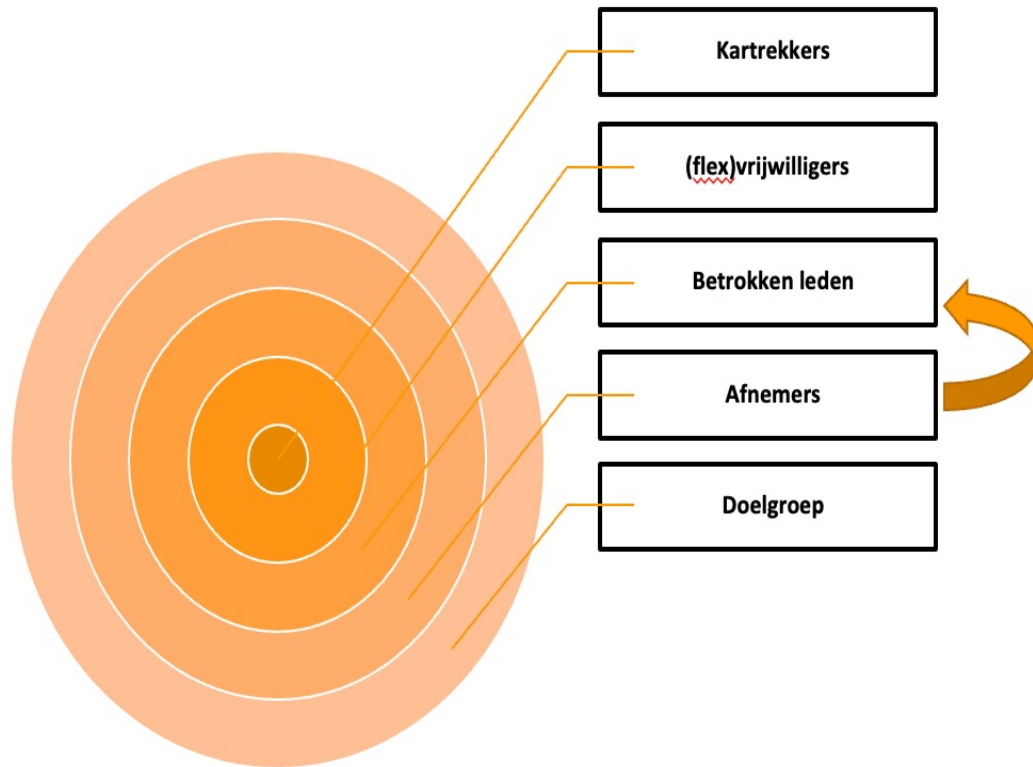 Kartrekkers
(flex)vrijwilligers
Betrokken leden
Afnemers
Doelgroep